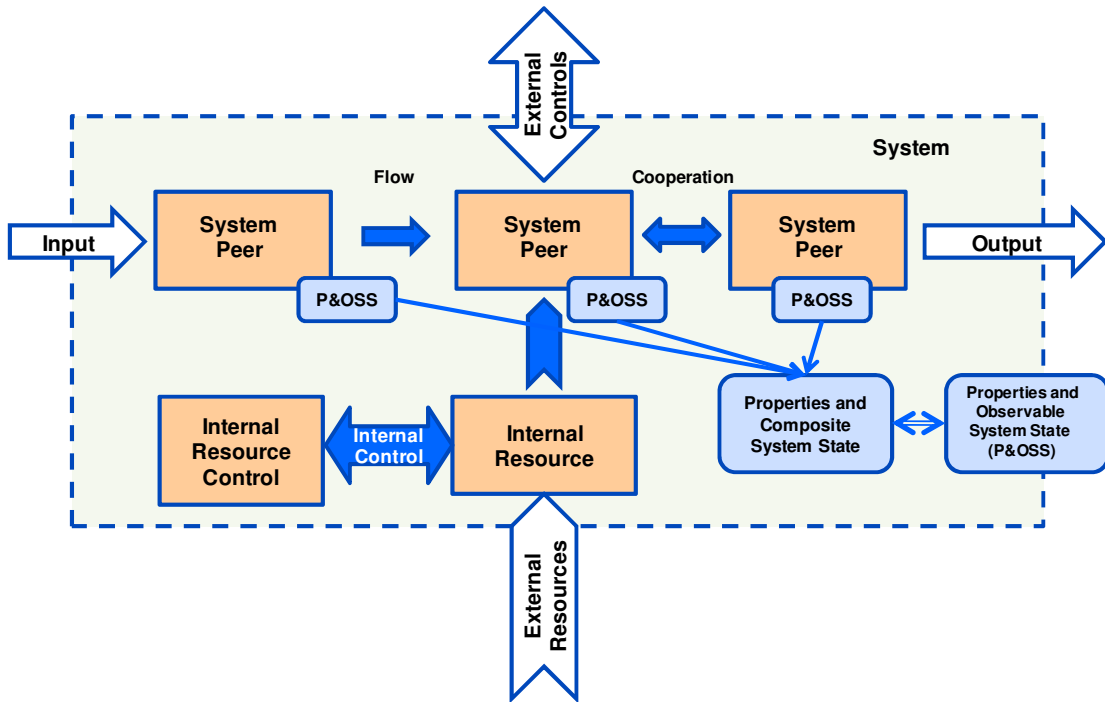 External
Controls
System
Flow
Cooperation
Input
System
Peer
System
Peer
System
Peer
Output
P&OSS
P&OSS
P&OSS
Internal
Resource
Control
Internal
Control
Internal
Resource
Properties and
Composite
System State
Properties and
Observable
System State
(P&OSS)
External
Resources